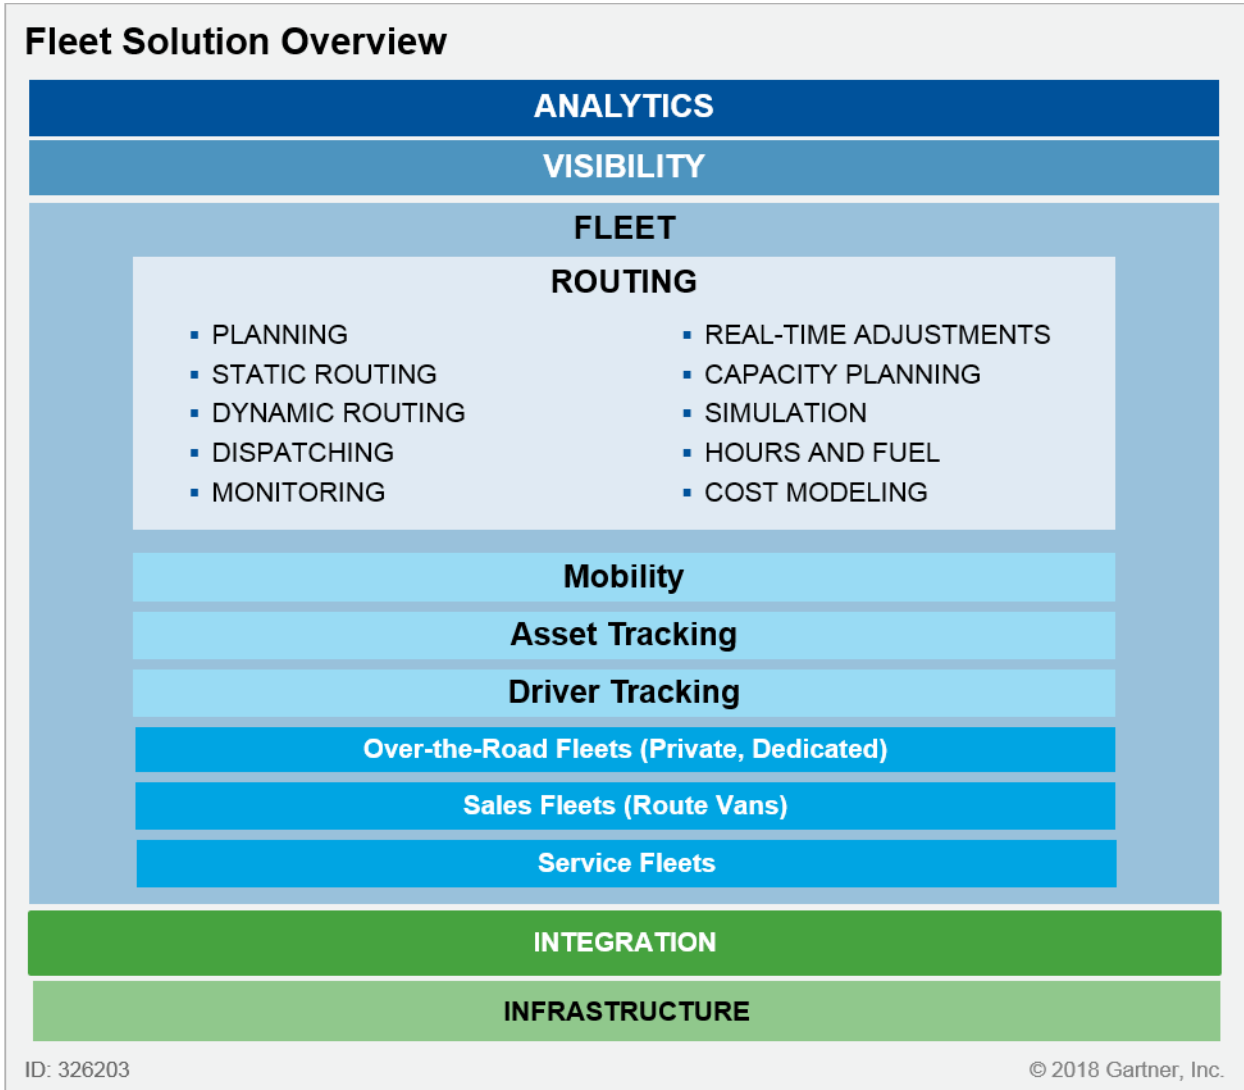 Fleet Solution Overview
ANALYTICS
VISIBILITY
FLEET
ROUTING
▪ PLANNING
▪ STATIC ROUTING
▪ DYNAMIC ROUTING
▪ DISPATCHING
▪ MONITORING
▪ REAL-TIME ADJUSTMENTS
▪ CAPACITY PLANNING
▪ SIMULATION
▪ HOURS AND FUEL
▪ COST MODELING
Mobility
Asset Tracking
Driver Tracking
Over-the-Road Fleets (Private, Dedicated)
Sales Fleets (Route Vans)
Service Fleets
INTEGRATION
INFRASTRUCTURE
ID: 326203
© 2018 Gartner, Inc.